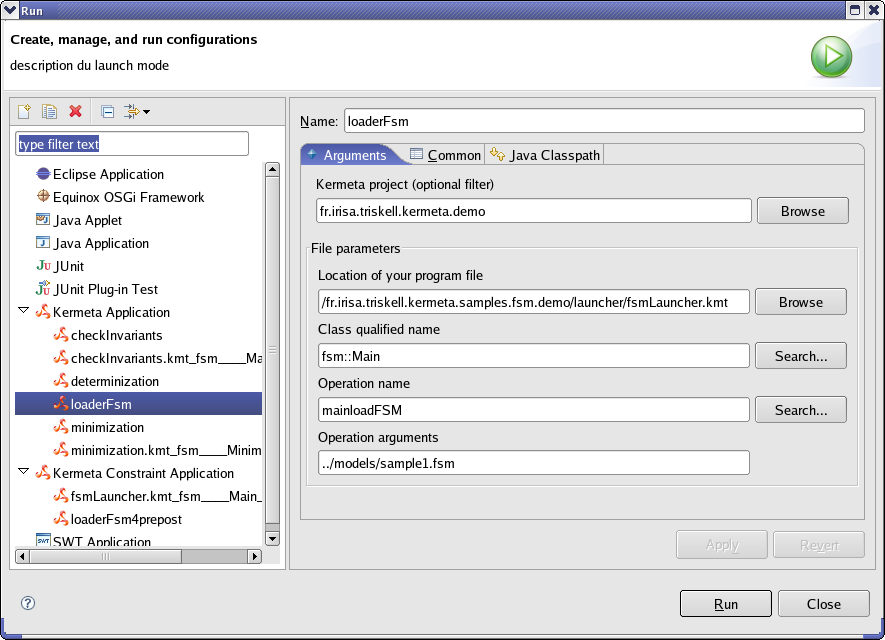 Run
Create, manage, and run configurations
description du launch mode
type filter text
Eclipse Application
Equinox OSGi Framework
Java Applet
Java Application
JUnit
JUnit Plug-in Test
Kermeta Application
checkInvariants
checkInvariants.kmt_fsm____Ma
determinization
loaderFsm
minimization
minimization.kmt_fsm____Minim
Kermeta Constraint Application
fsmLauncher.kmt_fsm____Main_
loaderFsm4prepost
SWT Application
Name: loaderFsm
Arguments Common Java Classpath
Kermeta project (optional filter)
fr.irisa.triskell.kermeta.demo Browse
File parameters
Location of your program file
/fr.irisa.triskell.kermeta.samples.fsm.demo/launcher/fsmLauncher.kmt Browse
Class qualified name
fsm::Main Search...
Operation name
mainloadFSM Search...
Operation arguments
../models/sample1.fsm
Apply Revert
Run Close